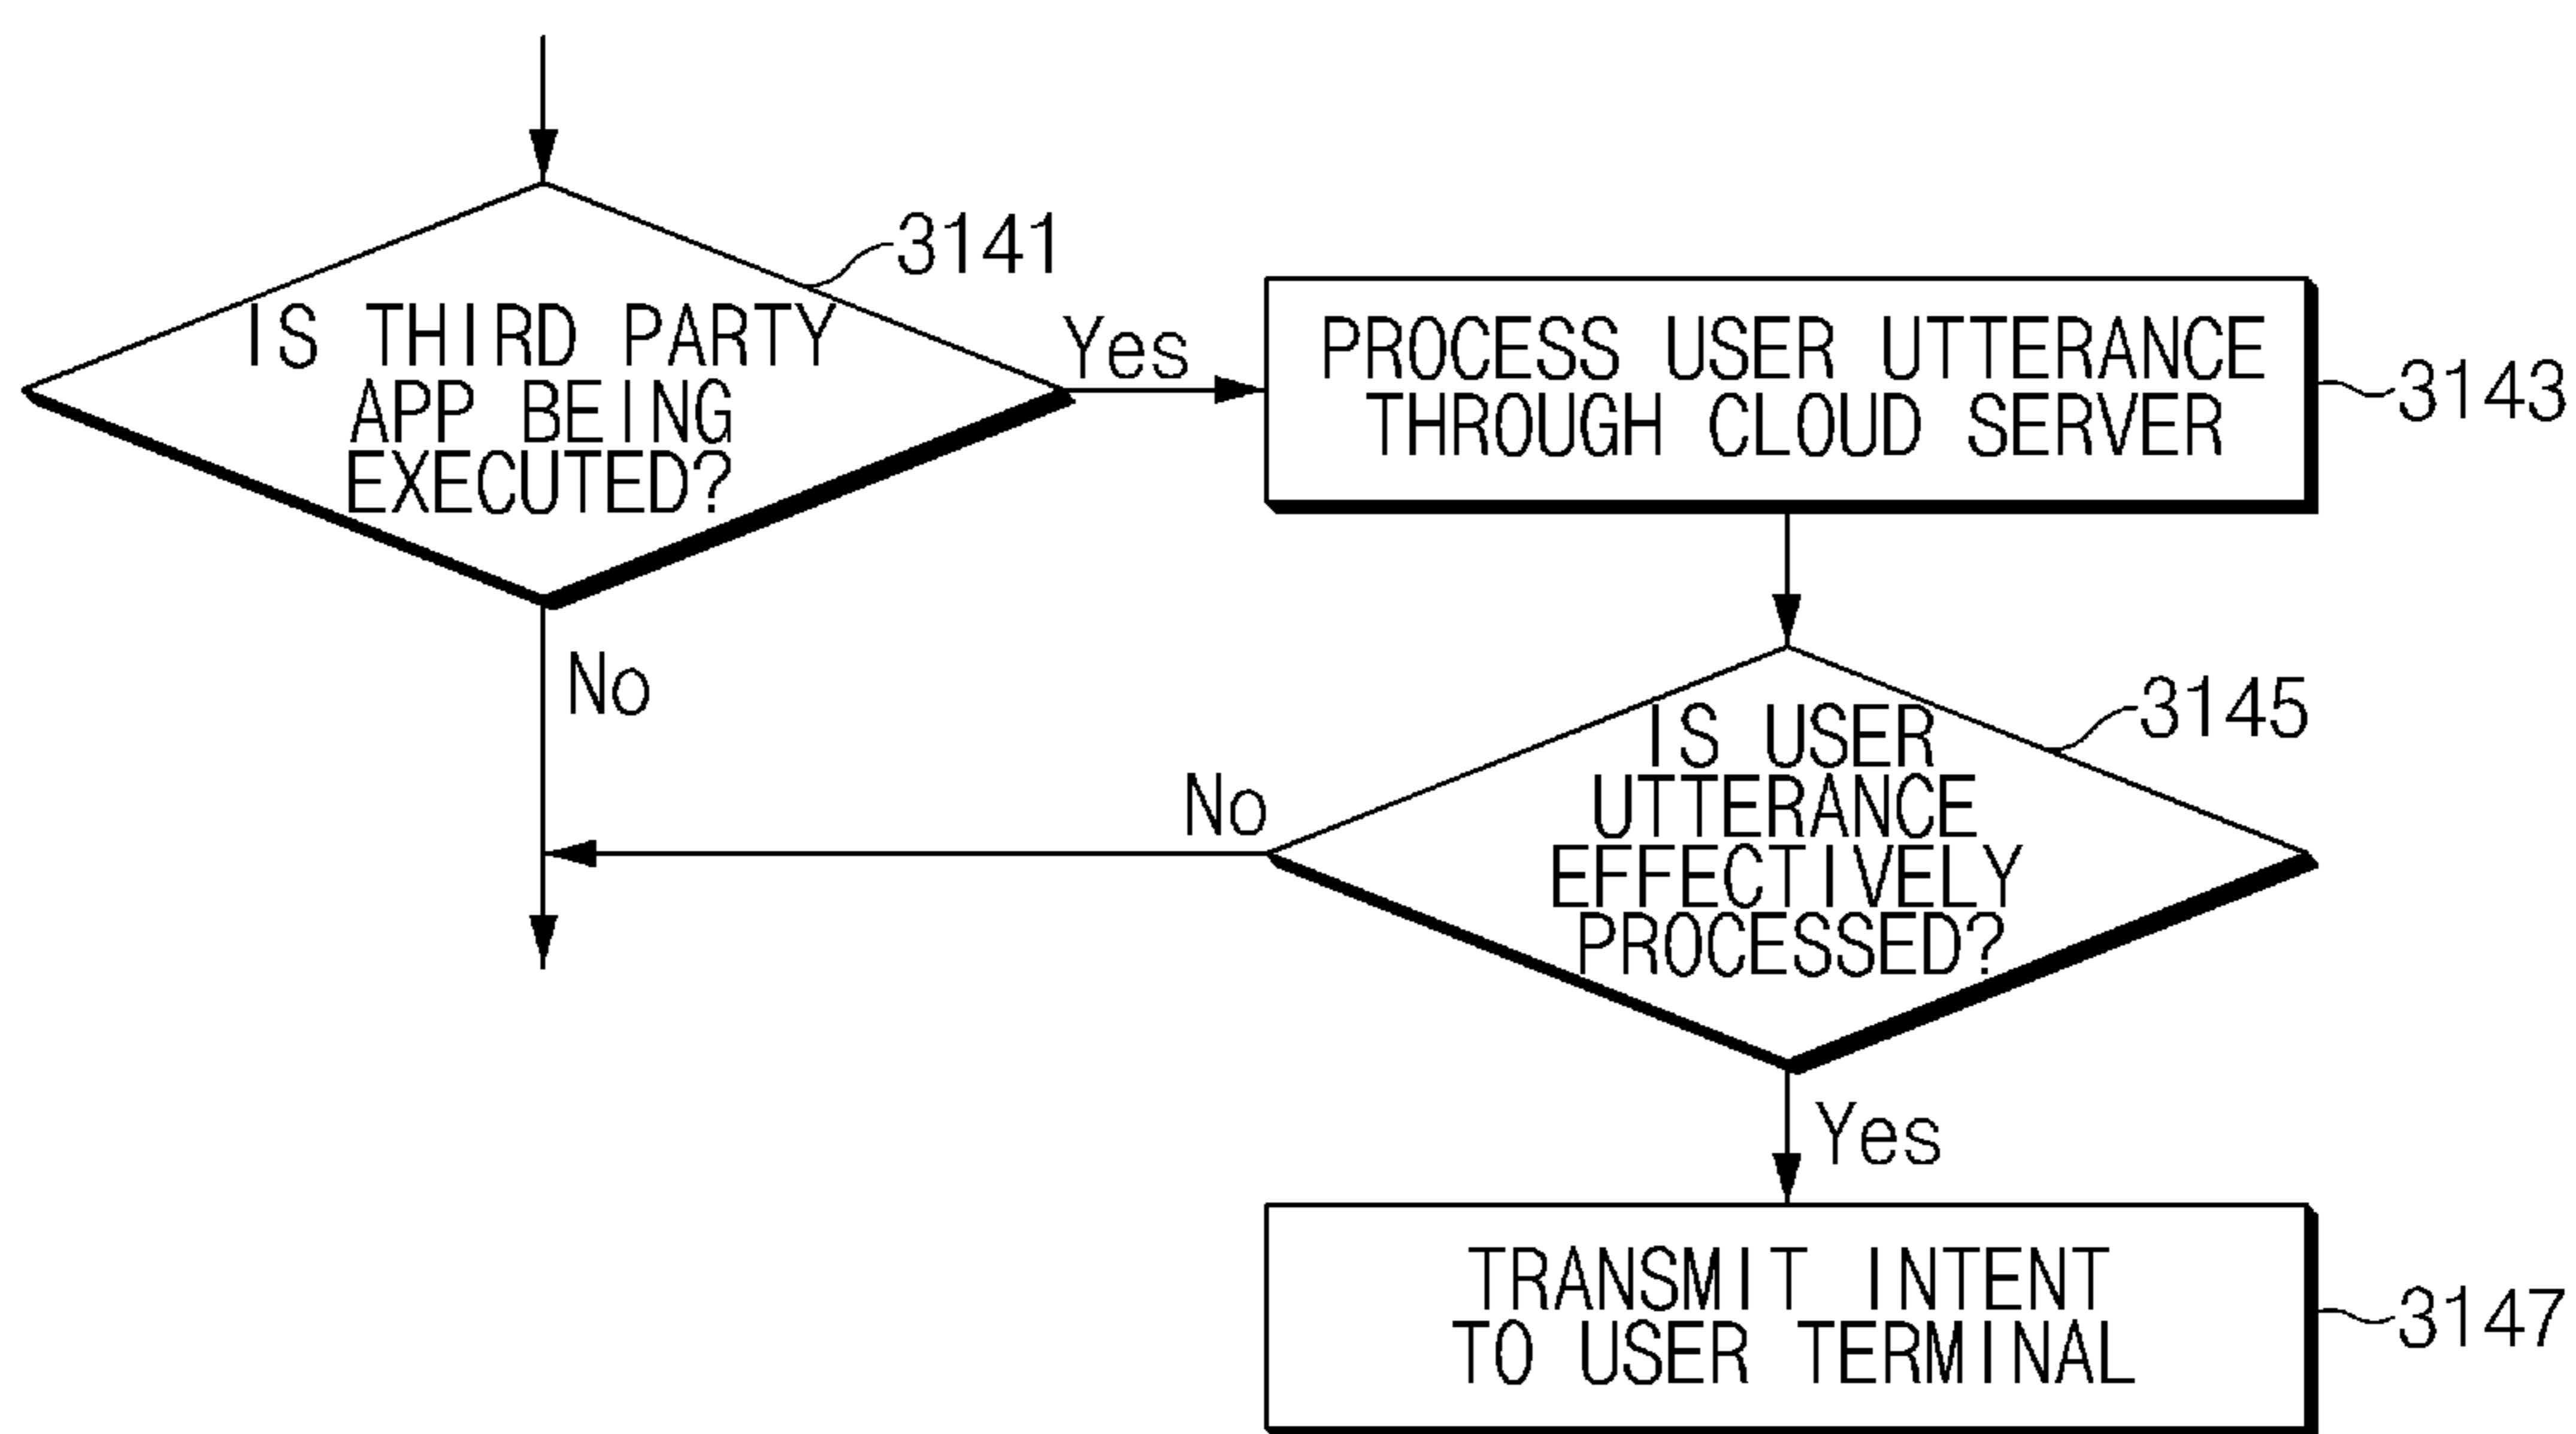 3141
IS THIRD PARTY
APP BEING
EXECUTED?
Yes
PROCESS USER UTTERANCE
THROUGH CLOUD SERVER
3143
No
3145
IS USER
UTTERANCE
EFFECTIVELY
PROCESSED?
No
Yes
TRANSMIT INTENT
TO USER TERMINAL
3147